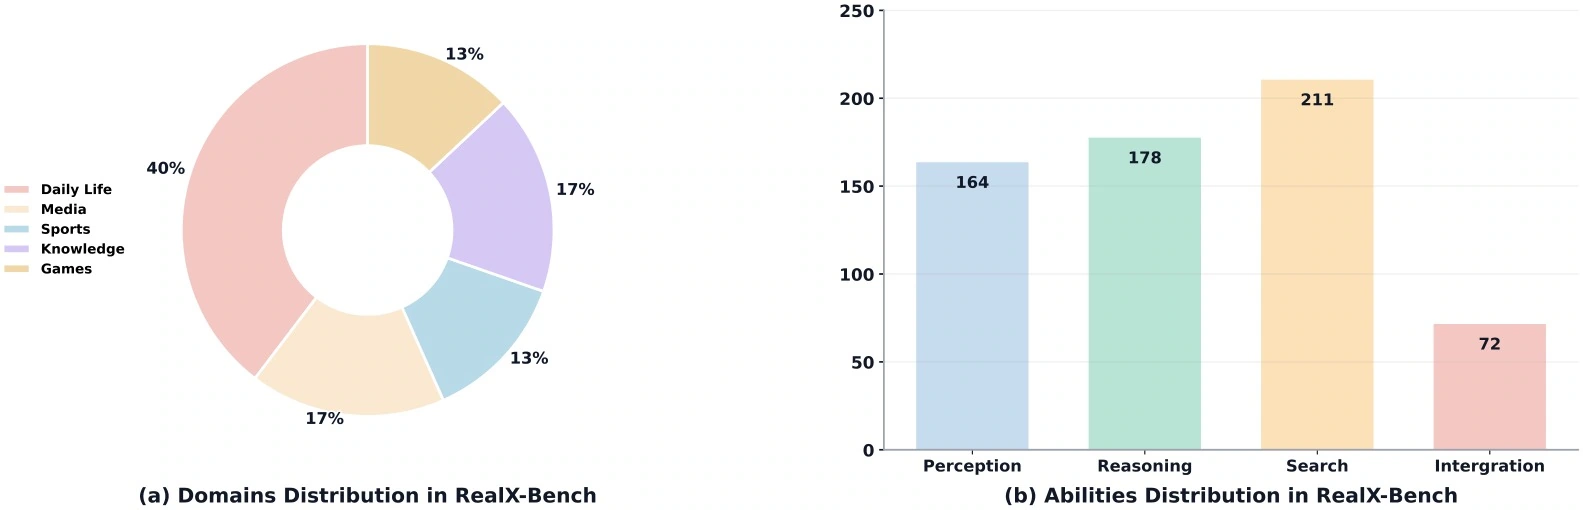 13%
40%
17%
13%
17%
Daily Life
Media
Sports
Knowledge
Games
(a) Domains Distribution in RealX-Bench
250
200
150
100
50
0
164
178
211
72
Perception
Reasoning
Search
Intergration
(b) Abilities Distribution in RealX-Bench